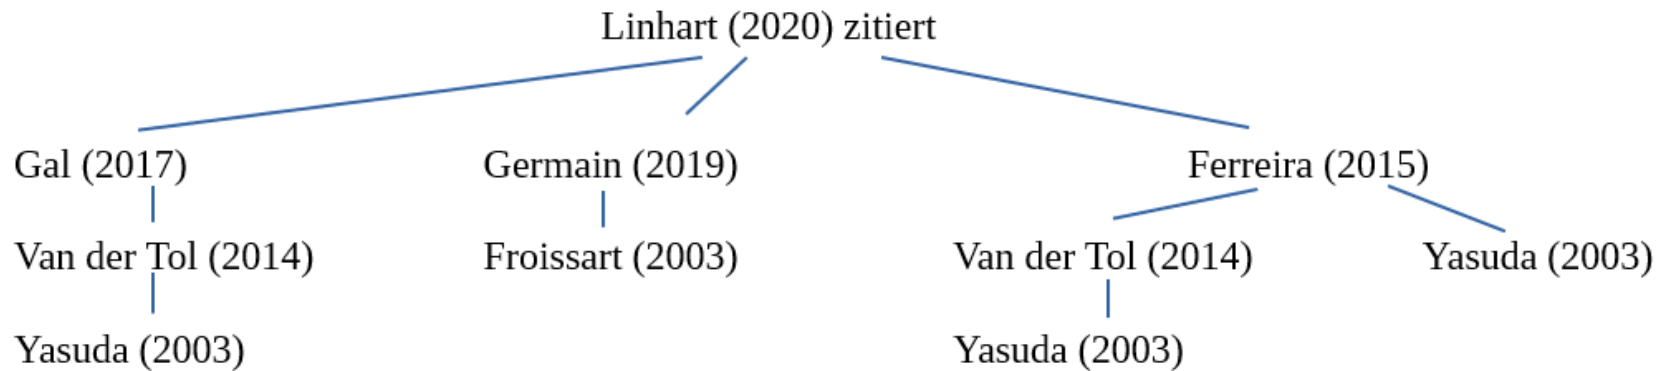 Linhart (2020) zitiert
Gal (2017)
Germain (2019)
Ferreira (2015)
Van der Tol (2014)
Froissart (2003)
Van der Tol (2014)
Yasuda (2003)
Yasuda (2003)
Yasuda (2003)